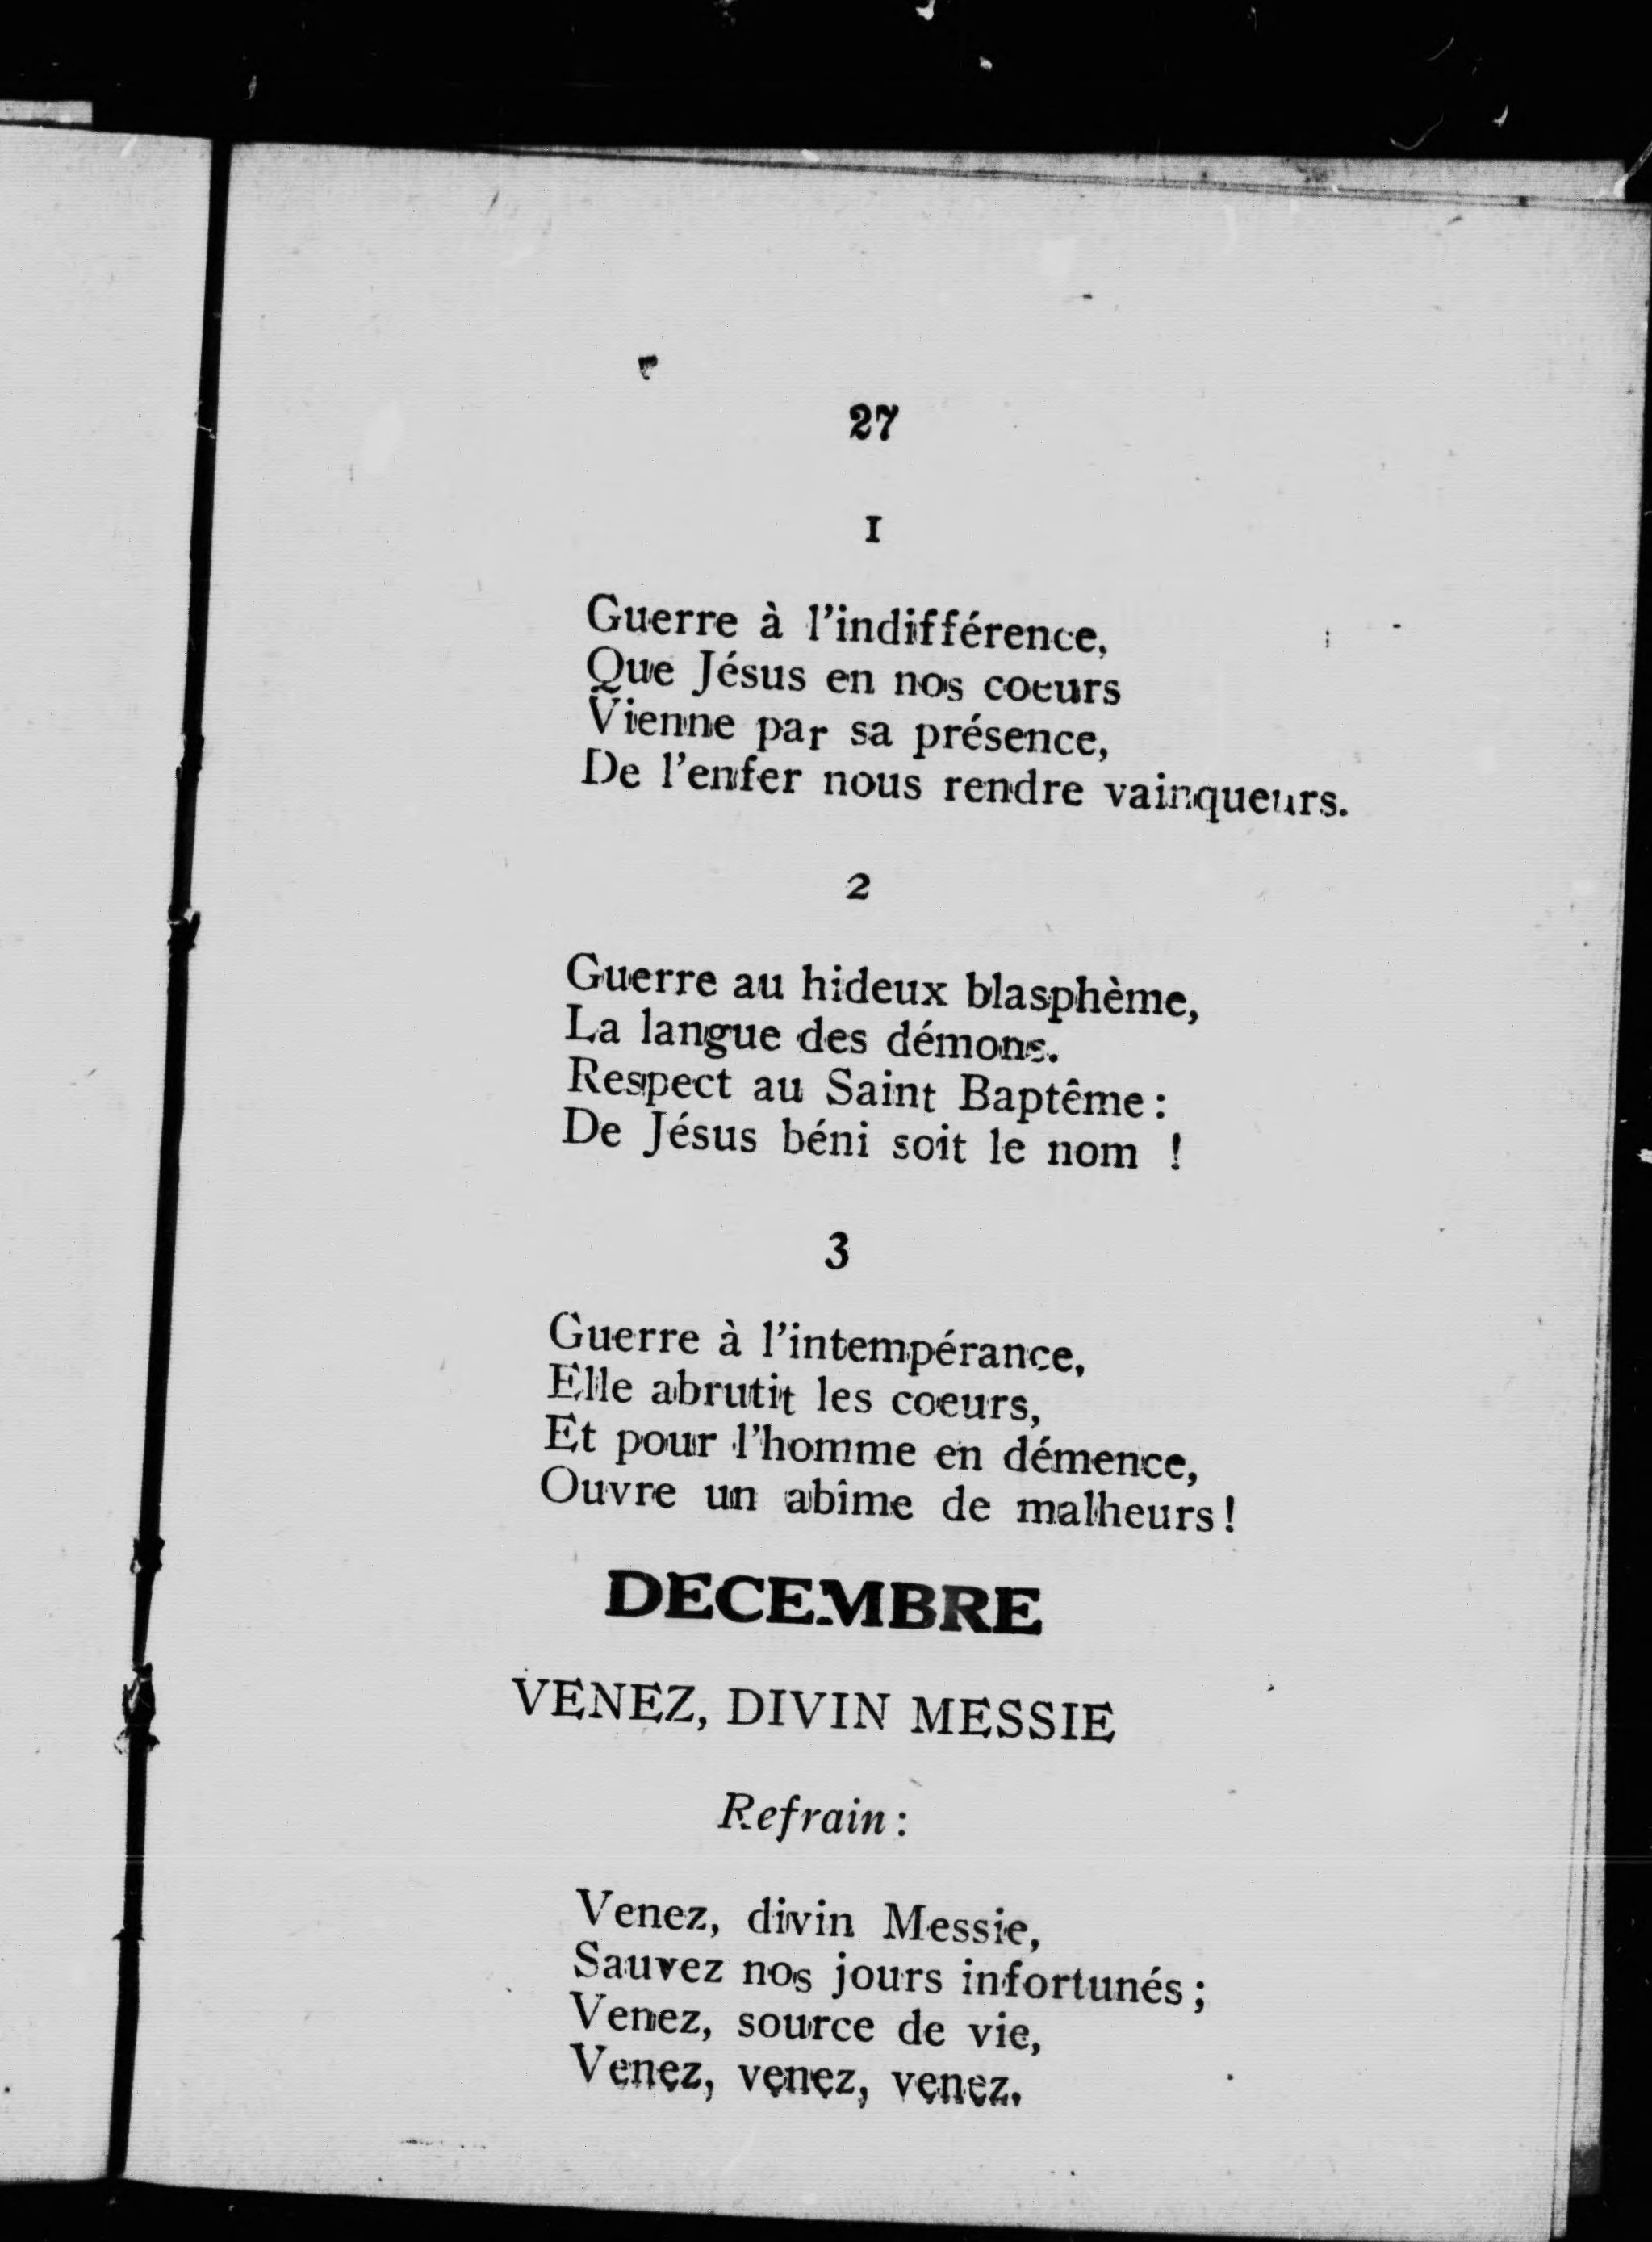 27
1
Guerre à l'indifférence,
Que Jésus en nos coeurs
Vienne par sa présence,
De l'enfer nous rendre vainqueurs.
2
Guerre au hideux blasphème,
La langue des démons.
Respect au Saint Baptême:
De Jésus béni soit le nom !
3
Guerre à l'intempérance,
Elle abrutit les coeurs,
Et pour l'homme en démence,
Ouvre un abîme de malheurs!
DECEMBRE
VENEZ, DIVIN MESSIE
Refrain:
Venez, divin Messie,
Sauvez nos jours infortunés;
Venez, source de vie,
Venez, venez, venez.